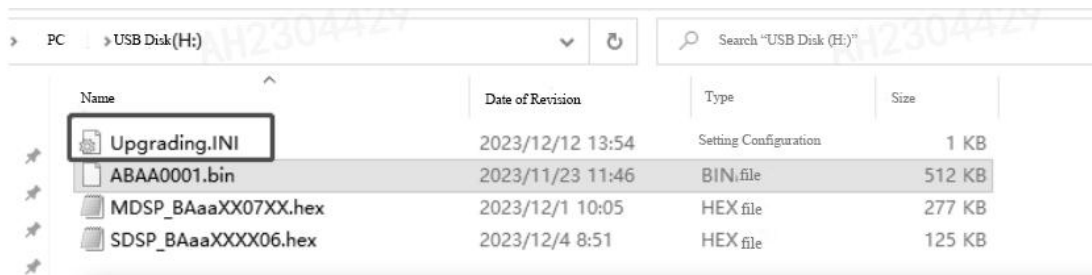 > PC > USB Disk(H:) Search "USB Disk (H:)"
AH2304429
AH2304429
Name Date of Revision Type Size
Upgrading.INI 2023/12/12 13:54 Setting Configuration 1 KB
ABAA0001.bin 2023/11/23 11:46 BIN file 512 KB
MDSP_BAaaXX07XX.hex 2023/12/1 10:05 HEX file 277 KB
SDSP_BAaaXXXX06.hex 2023/12/4 8:51 HEX file 125 KB